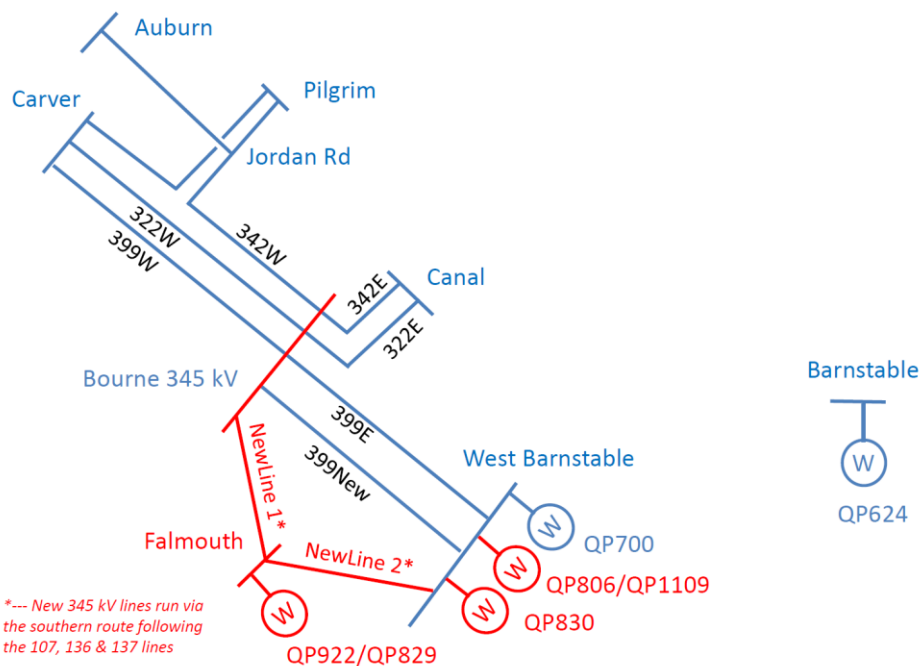 Auburn
Carver
Pilgrim
Jordan Rd
322W
342W
399W
342E
Canal
322E
Bourne 345 kV
399E
399New
NewLine 1*
West Barnstable
Barnstable
W
QP624
Falmouth
NewLine 2*
W
QP700
W
QP806/QP1109
W
QP830
W
QP922/QP829
*--- New 345 kV lines run via
the southern route following
the 107, 136 & 137 lines